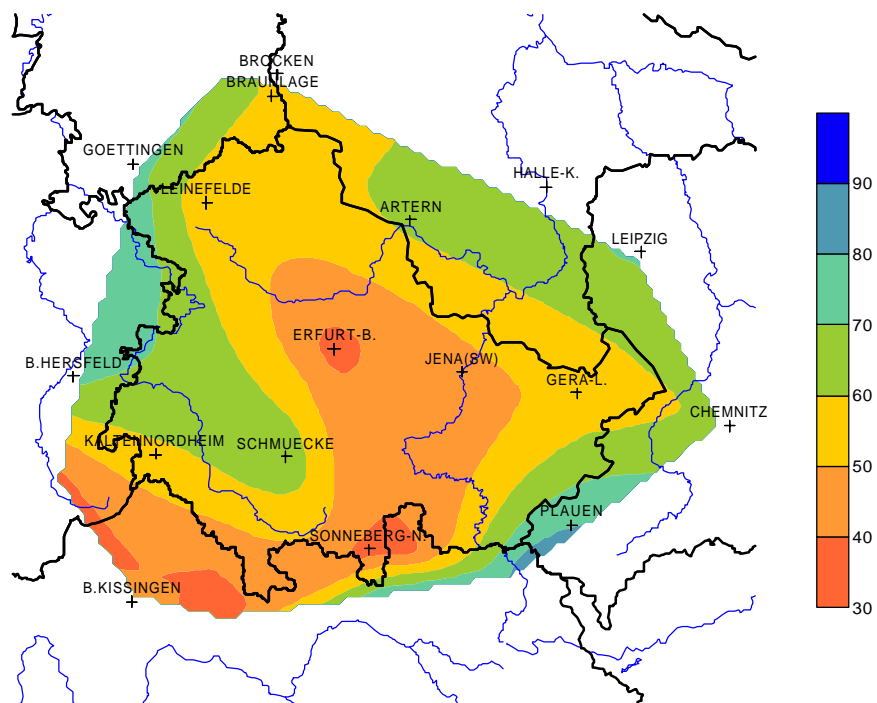 BROCKEN
BRAUNLAGE
GOETTINGEN
LEINEFELDE
HALLE-K.
90
ARTERN
LEIPZIG
80
70
ERFURT-B.
B.HERSFELD
JENA(SW)
GERA-L.
60
CHEMNITZ
KALTENNORDHEIM
SCHMUECKE
50
PLAUEN
SONNEBERG-N.
40
B.KISSINGEN
30